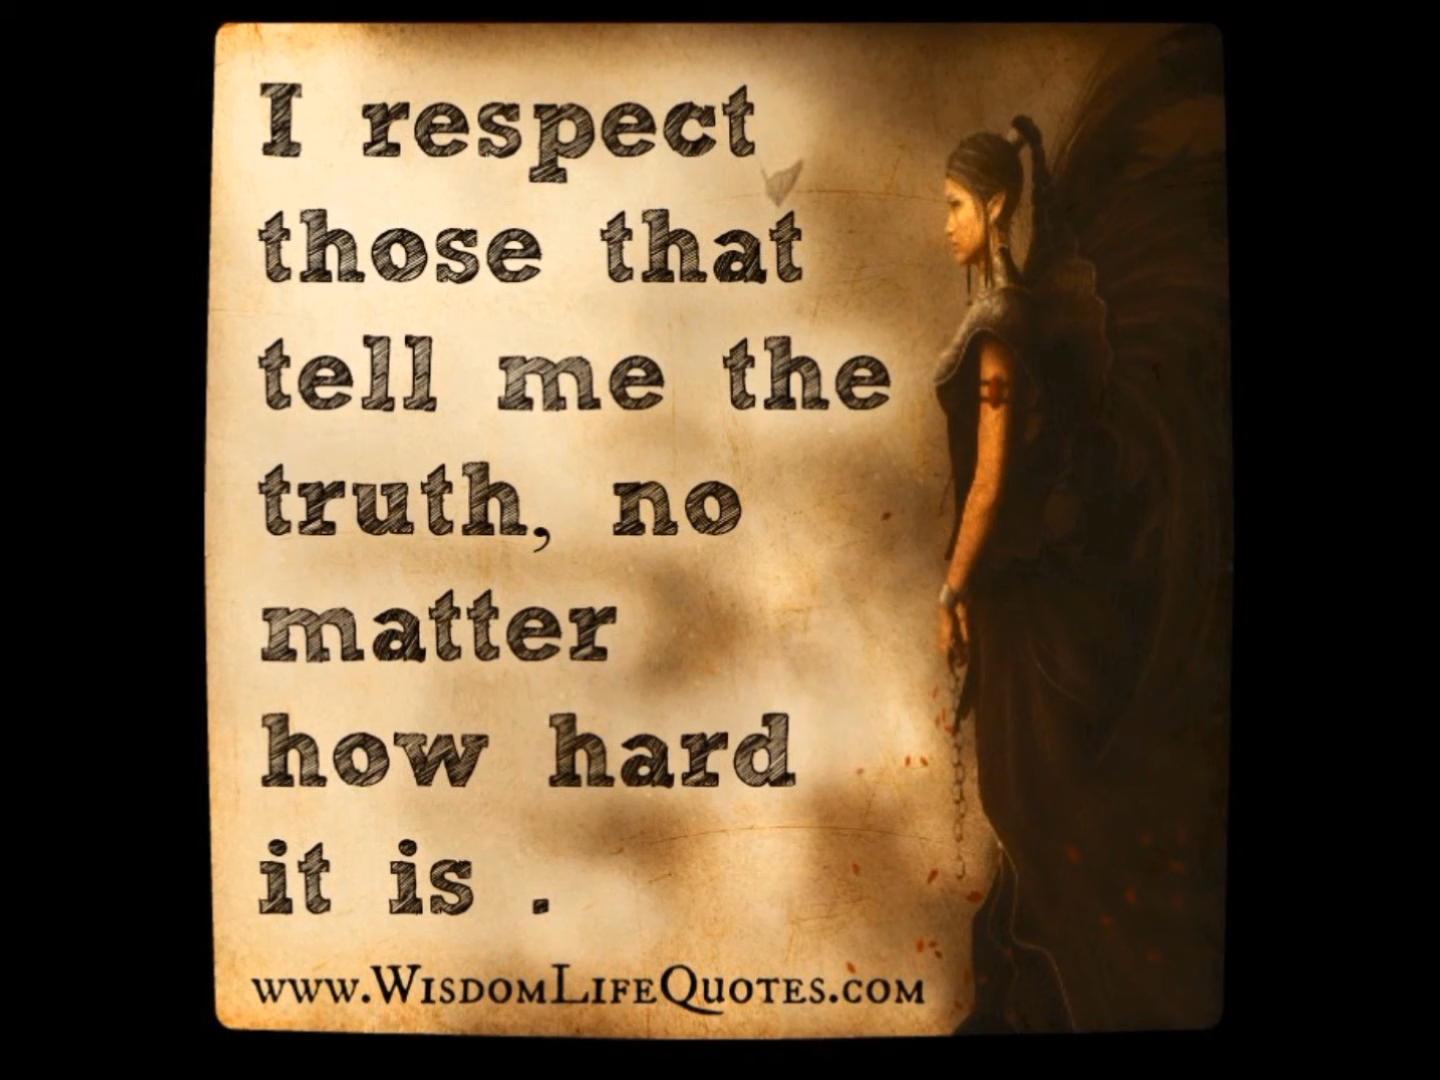 I respect
those that
tell me the
truth, no
matter
how hard
it is .
www.WisdomLifeQuotes.com